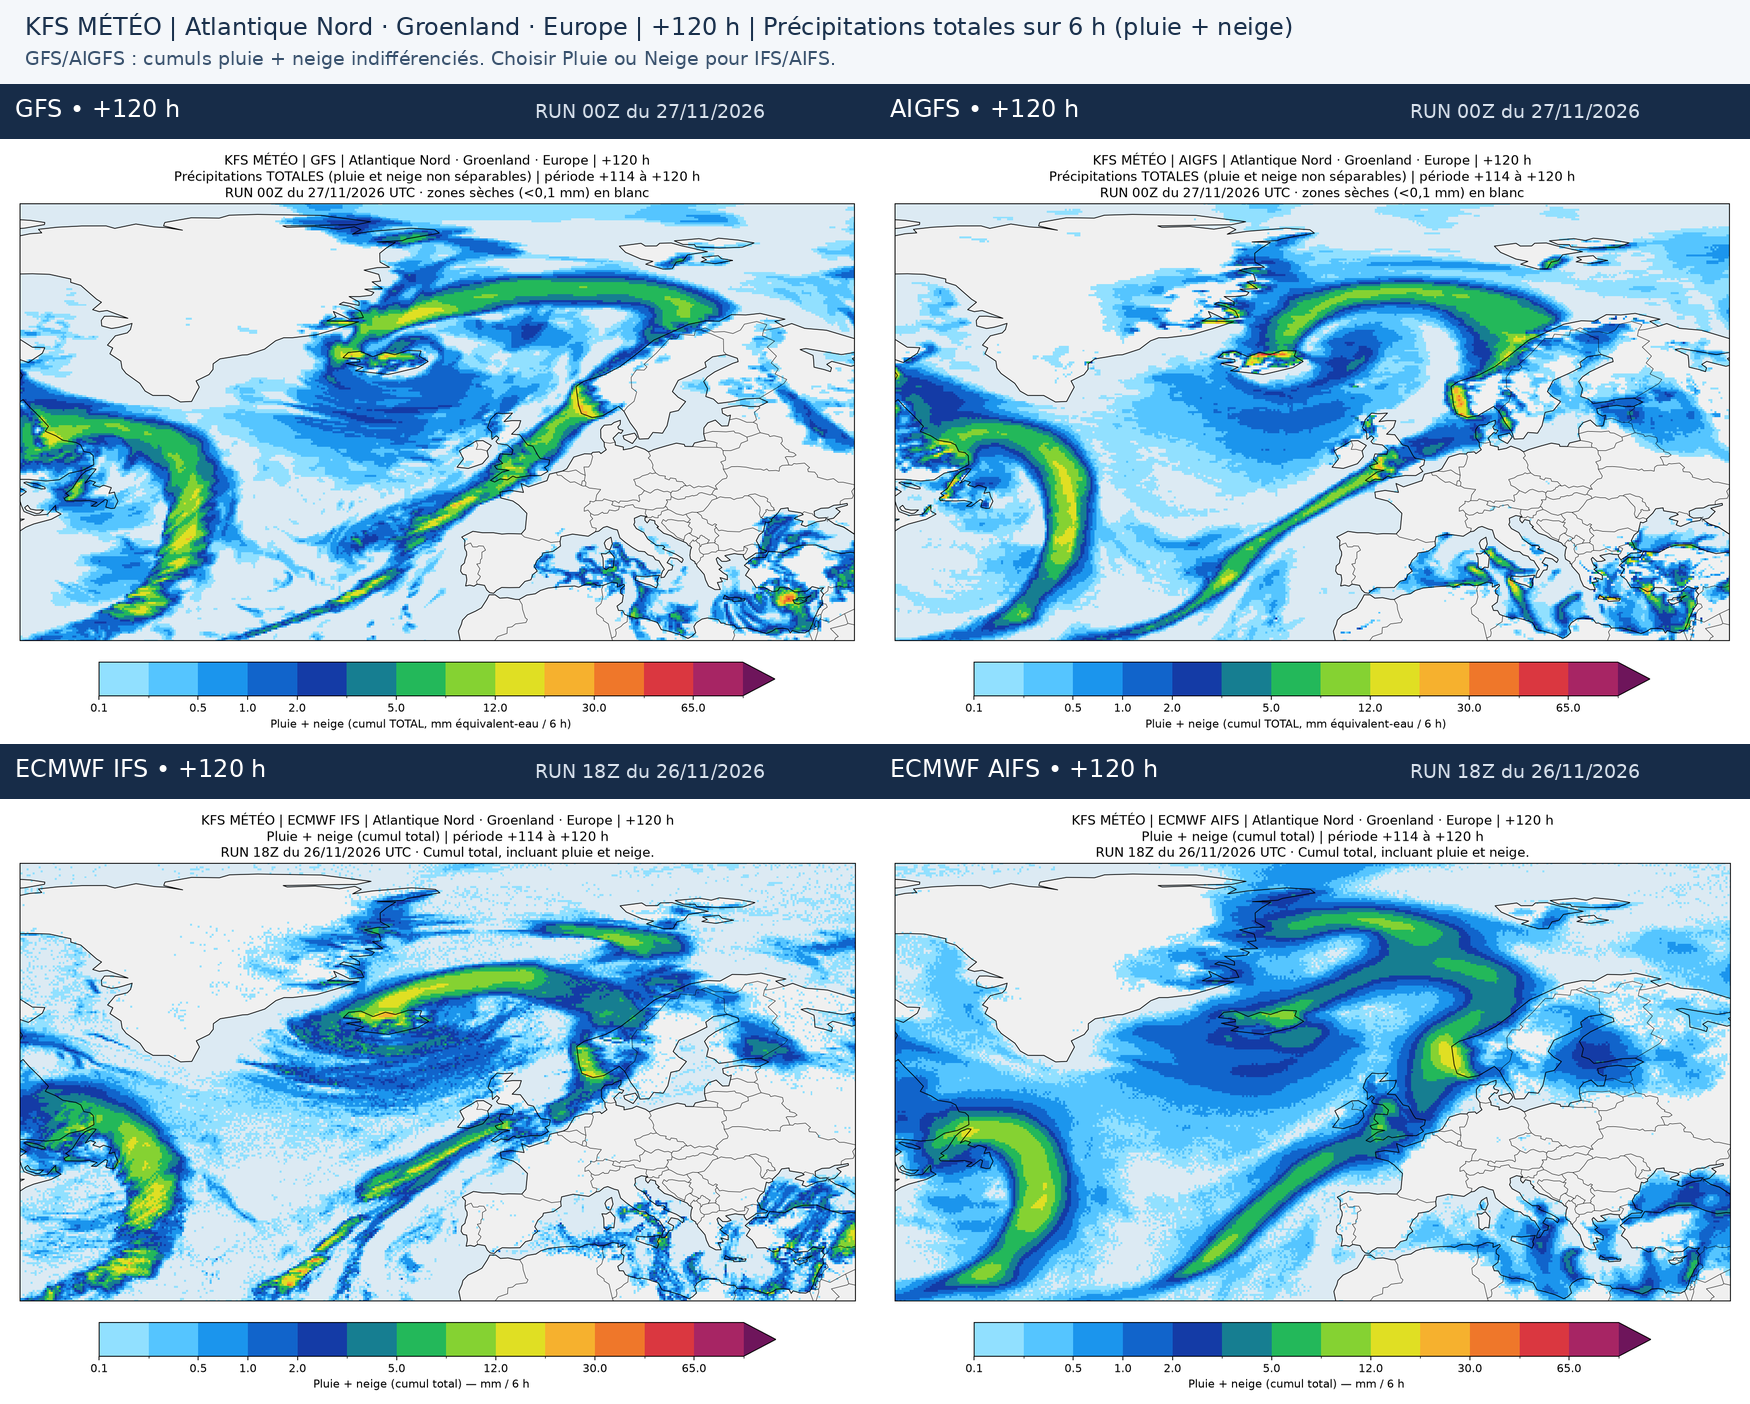 KFS MÉTÉO | Atlantique Nord · Groenland · Europe | +120 h | Précipitations totales sur 6 h (pluie + neige)
GFS/AIGFS : cumuls pluie + neige indifférenciés. Choisir Pluie ou Neige pour IFS/AIFS.
GFS • +120 h
RUN 00Z du 27/11/2026
KFS MÉTÉO | GFS | Atlantique Nord · Groenland · Europe | +120 h
Précipitations TOTALES (pluie et neige non séparables) | période +114 à +120 h
RUN 00Z du 27/11/2026 UTC · zones sèches (<0,1 mm) en blanc
0.1 0.5 1.0 2.0 5.0 12.0 30.0 65.0
Pluie + neige (cumul TOTAL, mm équivalent-eau / 6 h)
AIGFS • +120 h
RUN 00Z du 27/11/2026
KFS MÉTÉO | AIGFS | Atlantique Nord · Groenland · Europe | +120 h
Précipitations TOTALES (pluie et neige non séparables) | période +114 à +120 h
RUN 00Z du 27/11/2026 UTC · zones sèches (<0,1 mm) en blanc
0.1 0.5 1.0 2.0 5.0 12.0 30.0 65.0
Pluie + neige (cumul TOTAL, mm équivalent-eau / 6 h)
ECMWF IFS • +120 h
RUN 18Z du 26/11/2026
KFS MÉTÉO | ECMWF IFS | Atlantique Nord · Groenland · Europe | +120 h
Pluie + neige (cumul total) | période +114 à +120 h
RUN 18Z du 26/11/2026 UTC · Cumul total, incluant pluie et neige.
0.1 0.5 1.0 2.0 5.0 12.0 30.0 65.0
Pluie + neige (cumul total) — mm / 6 h
ECMWF AIFS • +120 h
RUN 18Z du 26/11/2026
KFS MÉTÉO | ECMWF AIFS | Atlantique Nord · Groenland · Europe | +120 h
Pluie + neige (cumul total) | période +114 à +120 h
RUN 18Z du 26/11/2026 UTC · Cumul total, incluant pluie et neige.
0.1 0.5 1.0 2.0 5.0 12.0 30.0 65.0
Pluie + neige (cumul total) — mm / 6 h